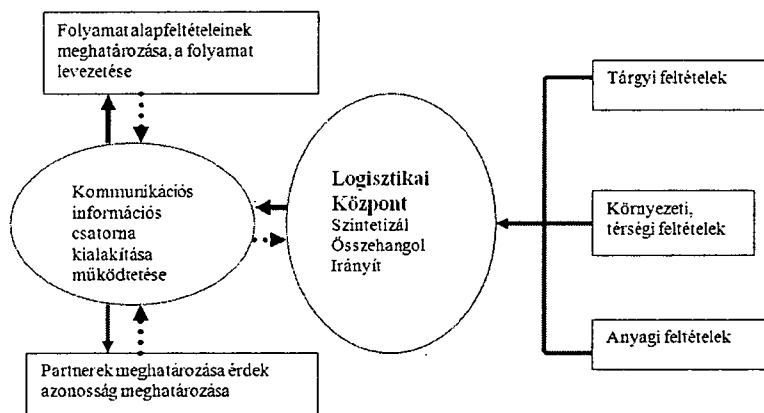 Folyamat alapfeltételeinek
meghatározása, a folyamat
levezetése
Kommunikációs
információs
csatorna
kialakítása
működtetése
Partnerek meghatározása érdek
azonosság meghatározása
Logisztikai
Központ
Szintetizál
Összehangol
Irányít
Tárgyi feltételek
Környezeti,
térségi feltételek
Anyagi feltételek